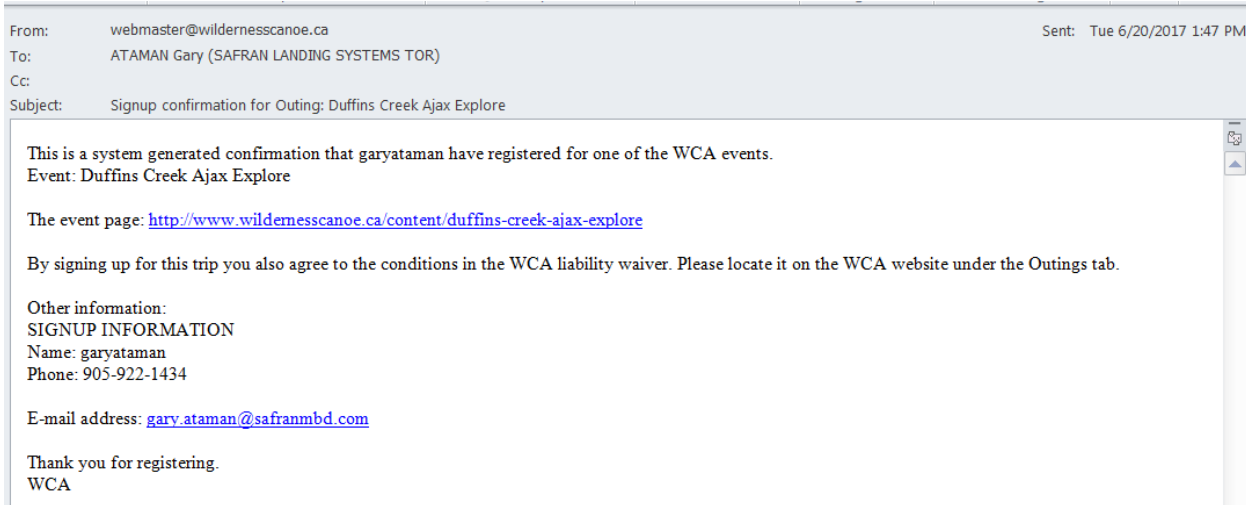 From: webmaster@wildernesscanoe.ca Sent: Tue 6/20/2017 1:47 PM
To: ATAMAN Gary (SAFRAN LANDING SYSTEMS TOR)
Cc:
Subject: Signup confirmation for Outing: Duffins Creek Ajax Explore
This is a system generated confirmation that garyataman have registered for one of the WCA events.
Event: Duffins Creek Ajax Explore
The event page: http://www.wildernesscanoe.ca/content/duffins-creek-ajax-explore
By signing up for this trip you also agree to the conditions in the WCA liability waiver. Please locate it on the WCA website under the Outings tab.
Other information:
SIGNUP INFORMATION
Name: garyataman
Phone: 905-922-1434
E-mail address: gary.ataman@safranmbd.com
Thank you for registering.
WCA